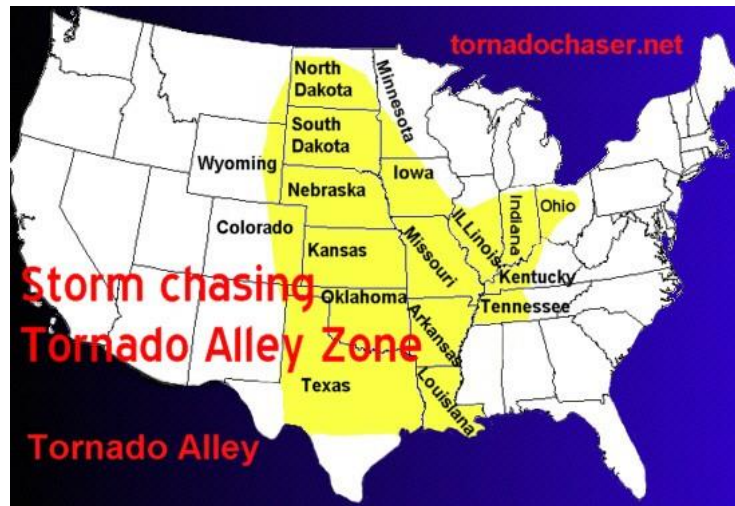 tornadochaser.net
North
Dakota
Minnesota
South
Dakota
Wyoming
Iowa
Nebraska
ILLinois
Indiana
Ohio
Colorado
Kansas
Missouri
Kentucky
Storm chasing
Oklahoma
Tennessee
Arkansas
Tornado Alley Zone
Texas
Louisiana
Tornado Alley